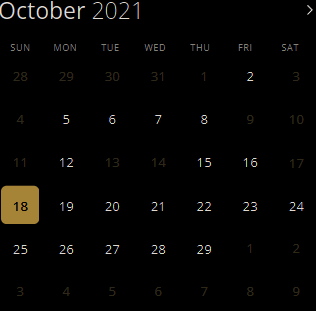 October 2021
SUN MON TUE WED THU FRI SAT
28 29 30 31 1 2 3
4 5 6 7 8 9 10
11 12 13 14 15 16 17
18 19 20 21 22 23 24
25 26 27 28 29 1 2
3 4 5 6 7 8 9